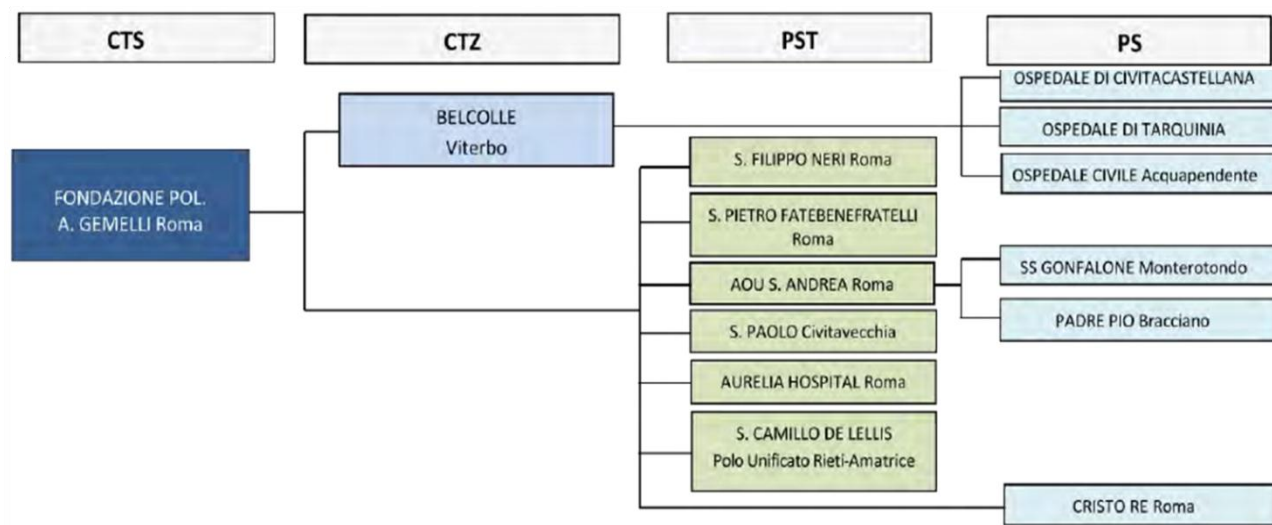 CTS
CTZ
PST
PS
FONDAZIONE POL.
A. GEMELLI Roma
BELCOLLE
Viterbo
S. FILIPPO NERI Roma
S. PIETRO FATEBENEFRATELLI
Roma
AOU S. ANDREA Roma
S. PAOLO Civitavecchia
AURELIA HOSPITAL Roma
S. CAMILLO DE LELLIS
Polo Unificato Rieti-Amatrice
OSPEDALE DI CIVITACASTELLANA
OSPEDALE DI TARQUINIA
OSPEDALE CIVILE Acquapendente
SS GONFALONE Monterotondo
PADRE PIO Bracciano
CRISTO RE Roma